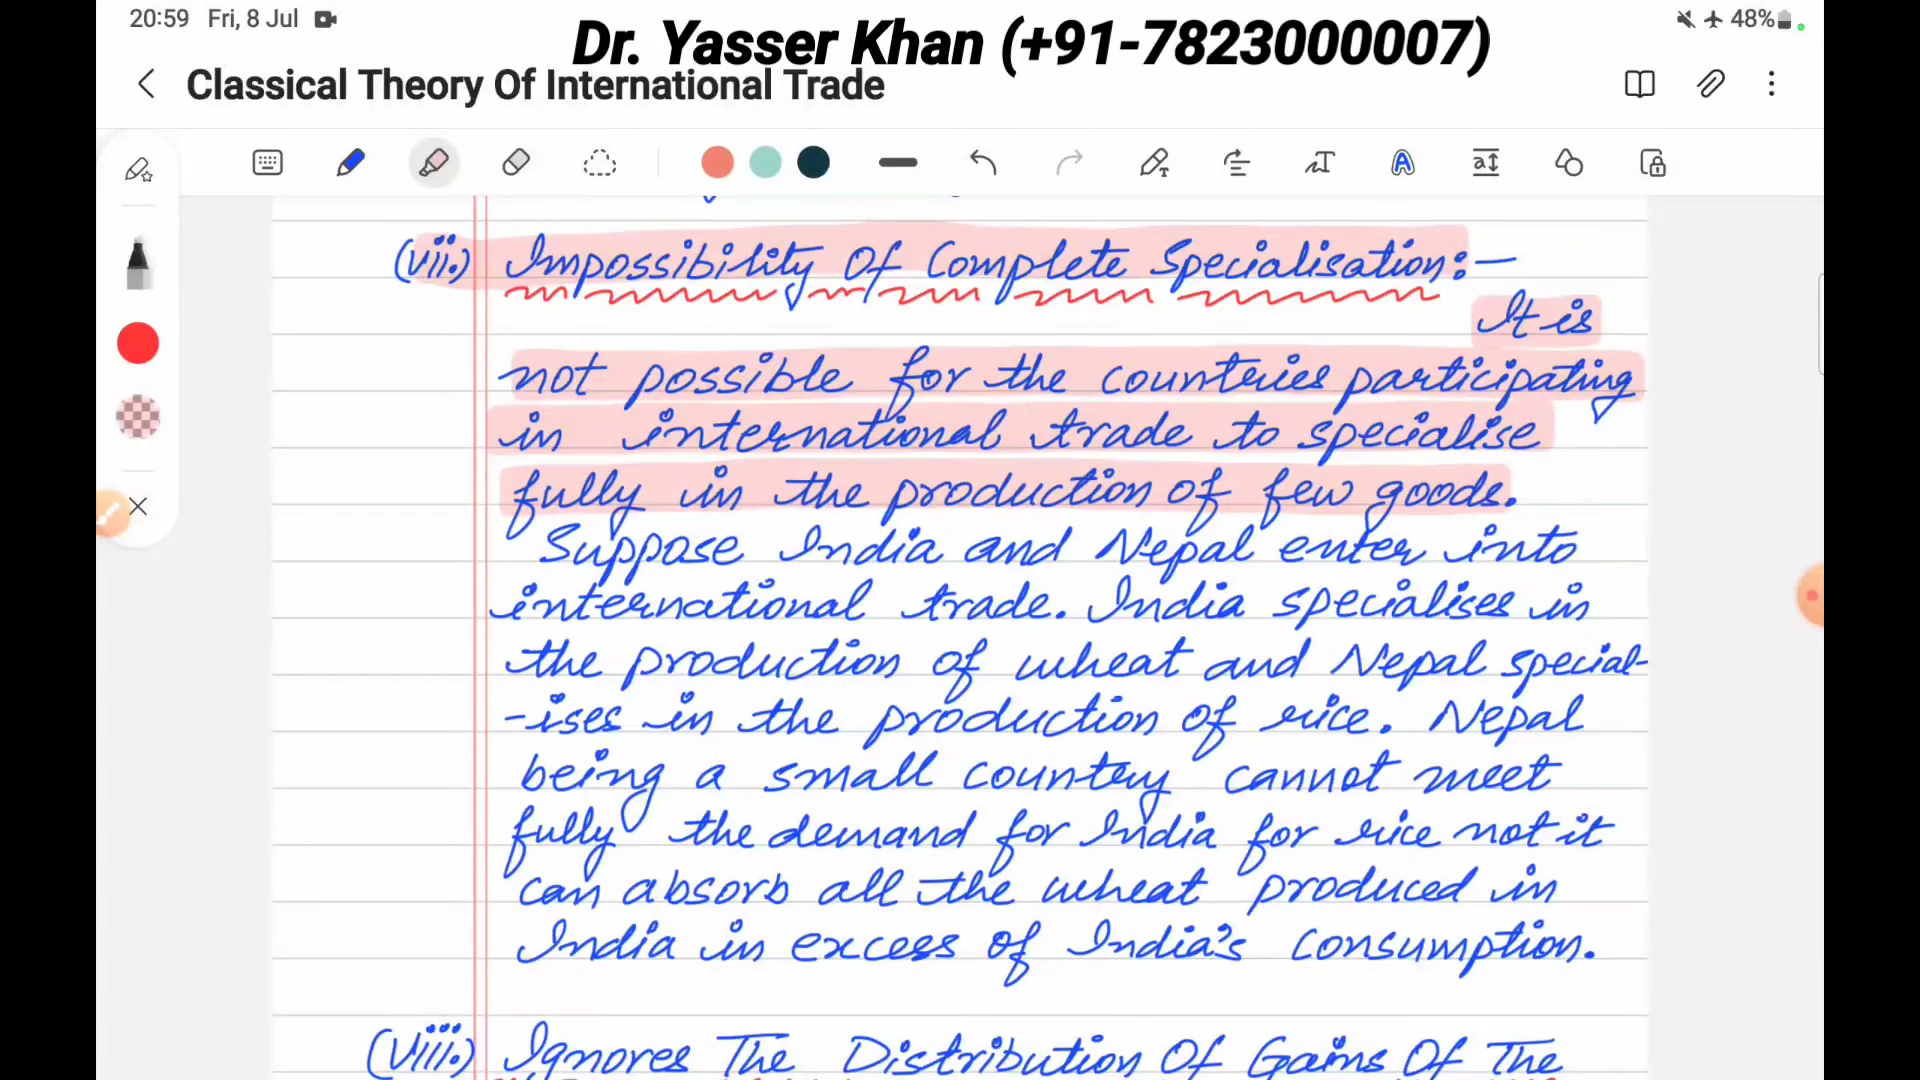 20:59 Fri, 8 Jul
48%
Dr. Yasser Khan (+91-7823000007)
Classical Theory Of International Trade
(vii.) Impossibility Of Complete Specialisation:—
It is
not possible for the countries participating
in international trade to specialise
fully in the production of few goods.
Suppose India and Nepal enter into
international trade. India specialises in
the production of wheat and Nepal special-
-ises in the production of rice. Nepal
being a small country cannot meet
fully the demand for India for rice not it
can absorb all the wheat produced in
India in excess of India's consumption.
(viii.) Ignores The Distribution Of Gains Of The